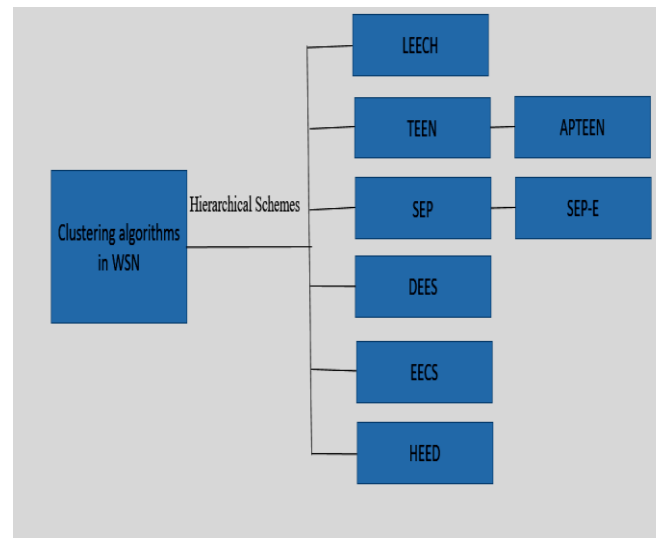 Clustering algorithms
in WSN
Hierarchical Schemes
LEECH
TEEN
APTEEN
SEP
SEP-E
DEES
EECS
HEED